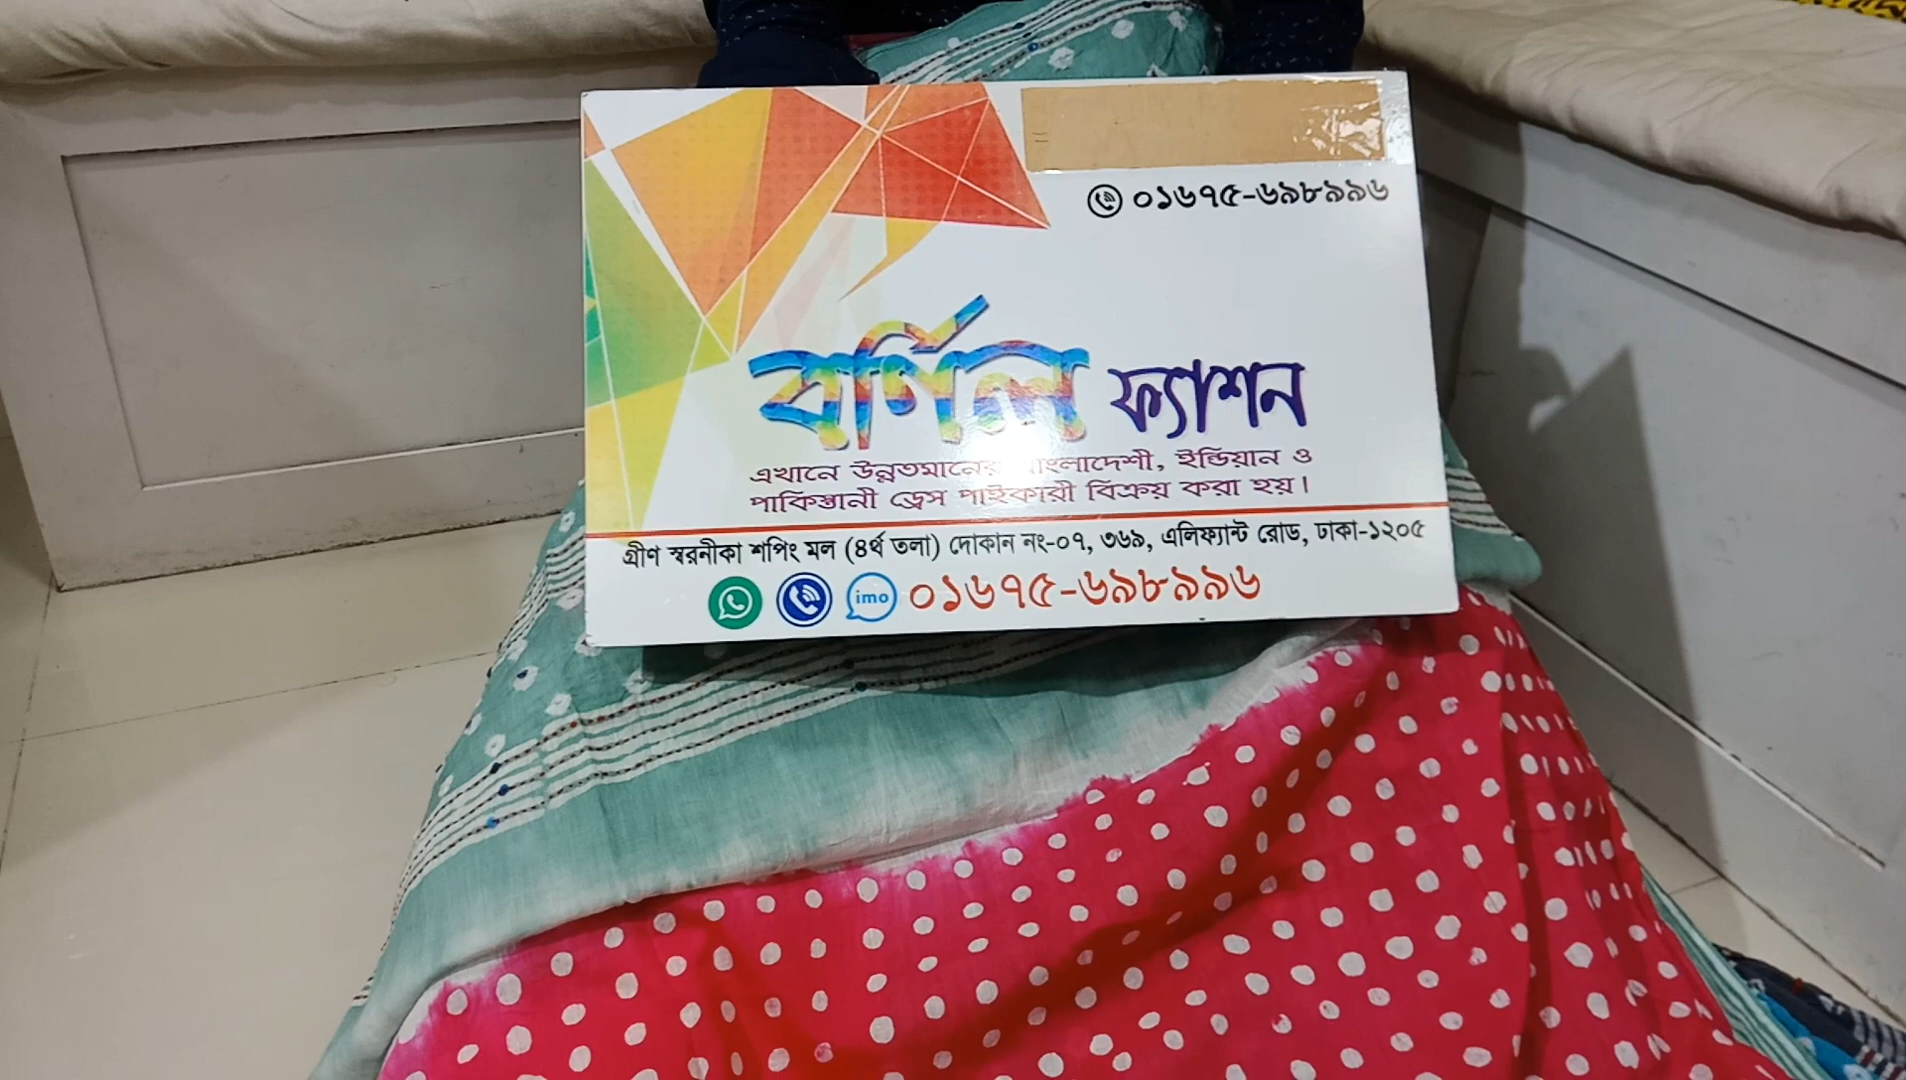 ০১৬৭৫-৬৯৮৯৯৬
বর্ণিল ফ্যাশন
এখানে উন্নতমানের বাংলাদেশী, ইন্ডিয়ান ও
পাকিস্তানী ড্রেস পাইকারী বিক্রয় করা হয়।
গ্রীণ স্বরনীকা শপিং মল (৪র্থ তলা) দোকান নং-০৭, ৩৬৯, এলিফ্যান্ট রোড, ঢাকা-১২০৫
imo ০১৬৭৫-৬৯৮৯৯৬